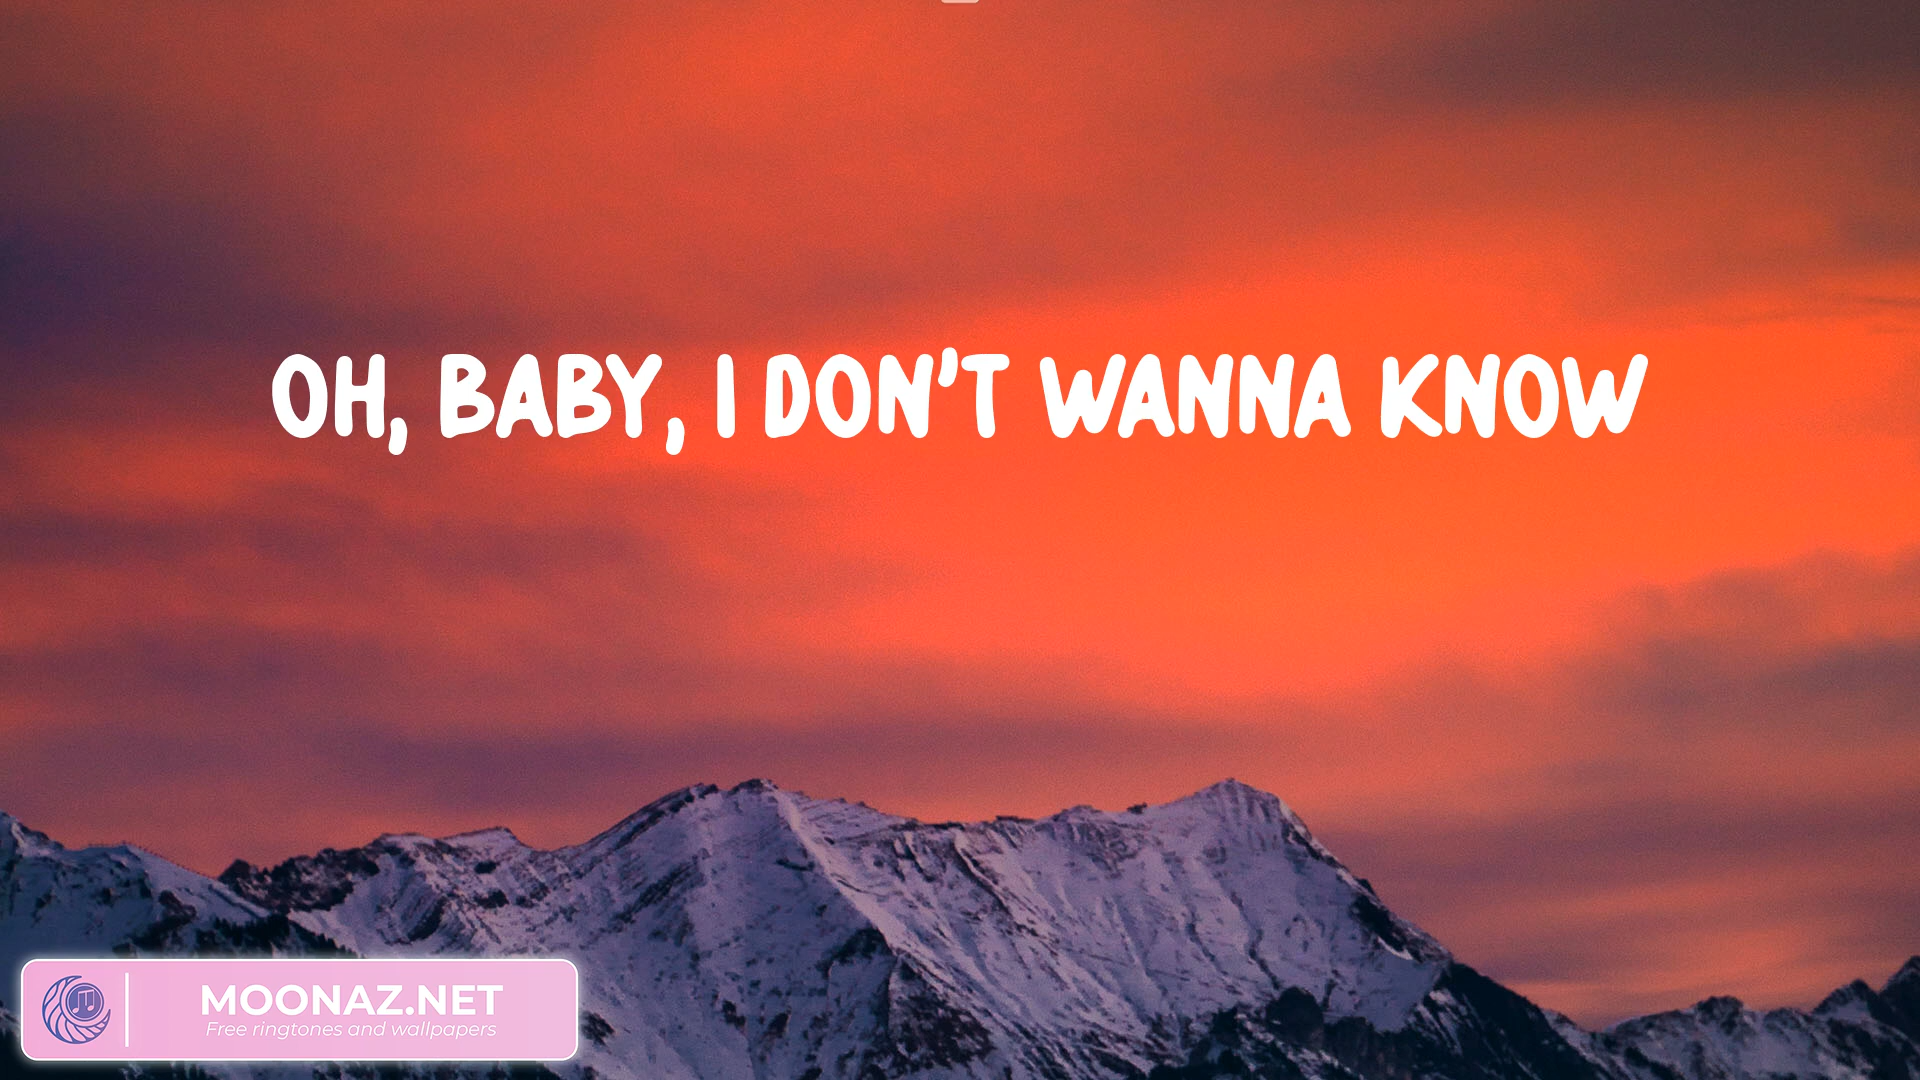 OH, BABY, I DON'T WANNA KNOW
MOONAZ.NET
Free ringtones and wallpapers